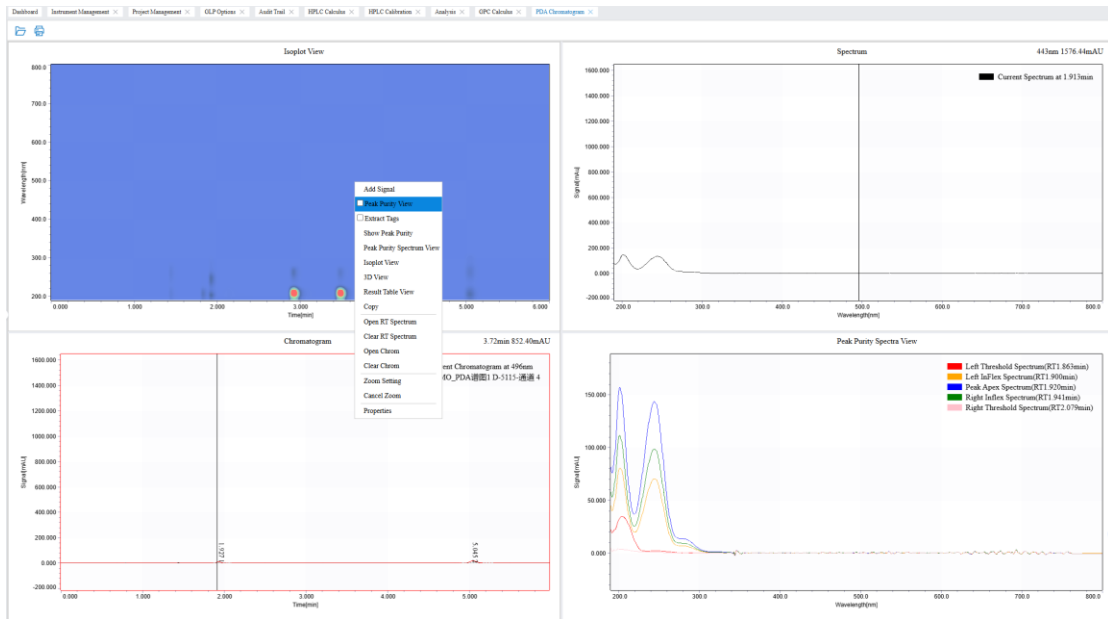 Dashboard Instrument Management × Project Management × GLP Options × Audit Trail × HPLC Calculus × HPLC Calibration × Analysis × GPC Calculus × PDA Chromatogram ×
Isoplot View
800.0
700.0
600.0
500.0
400.0
300.0
200.0
Wavelength[nm]
0.000 1.000 2.000 3.000 5.000 6.000
Time[min]
Spectrum 443nm 1576.44mAU
Current Spectrum at 1.913min
1600.000
1400.000
1200.000
1000.000
800.000
600.000
400.000
200.000
0.000
-200.000
Signal[mAU]
200.0 300.0 400.0 500.0 600.0 700.0 800.0
Wavelength[nm]
Add Signal
Peak Purity View
Extract Tags
Show Peak Purity
Peak Purity Spectrum View
Isoplot View
3D View
Result Table View
Copy
Open RT Spectrum
Clear RT Spectrum
Open Chrom
Clear Chrom
Zoom Setting
Cancel Zoom
Properties
Chromatogram 3.72min 852.40mAU
ent Chromatogram at 496nm
MO_PDA谱图1 D-5115-通道 4
1600.000
1400.000
1200.000
1000.000
800.000
600.000
400.000
200.000
0.000
-200.000
Signal[mAU]
1.927
0.000 1.000 2.000 3.000 4.000 5.000
Time[min]
Peak Purity Spectra View
Left Threshold Spectrum(RT1.863min)
Left InFlex Spectrum(RT1.900min)
Peak Apex Spectrum(RT1.920min)
Right Inflex Spectrum(RT1.941min)
Right Threshold Spectrum(RT2.079min)
150.000
100.000
50.000
0.000
Signal[mAU]
200.0 300.0 400.0 500.0 600.0 700.0 800.0
Wavelength[nm]